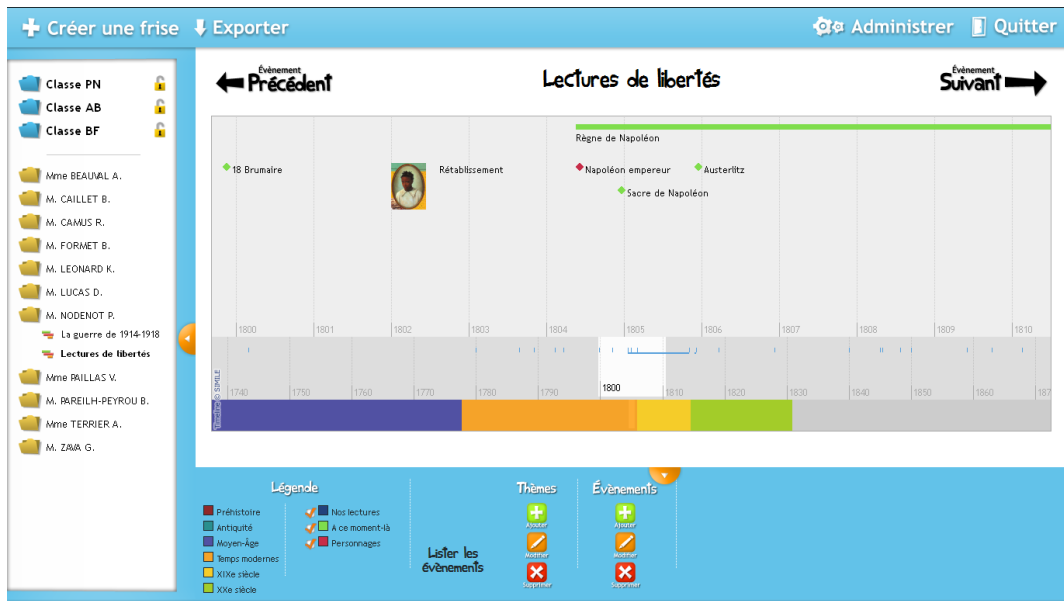 Créer une frise
Exporter
Administrer
Quitter
Classe PN
Classe AB
Classe BF
Mme BEAUVAL A.
M. CAILLET B.
M. CAMUS R.
M. FORMET B.
M. LEONARD K.
M. LUCAS D.
M. NODENOT P.
La guerre de 1914-1918
Lectures de libertés
Mme PAILLAS V.
M. PAREILH-PEYROU B.
Mme TERRIER A.
M. ZAVA G.
Évènement
Précédent
Lectures de libertés
Évènement
Suivant
Règne de Napoléon
18 Brumaire
Rétablissement
Napoléon empereur
Austerlitz
Sacre de Napoléon
1800 1801 1802 1803 1804 1805 1806 1807 1808 1809 1810
1740 1750 1760 1770 1780 1790 1800 1810 1820 1830 1840 1850 1860 187
Timeline © SIMILE
Légende
Préhistoire
Antiquité
Moyen-Âge
Temps modernes
XIXe siècle
XXe siècle
Nos lectures
A ce moment-là
Personnages
Lister les
évènements
Thèmes
Ajouter
Modifier
Supprimer
Évènements
Ajouter
Modifier
Supprimer